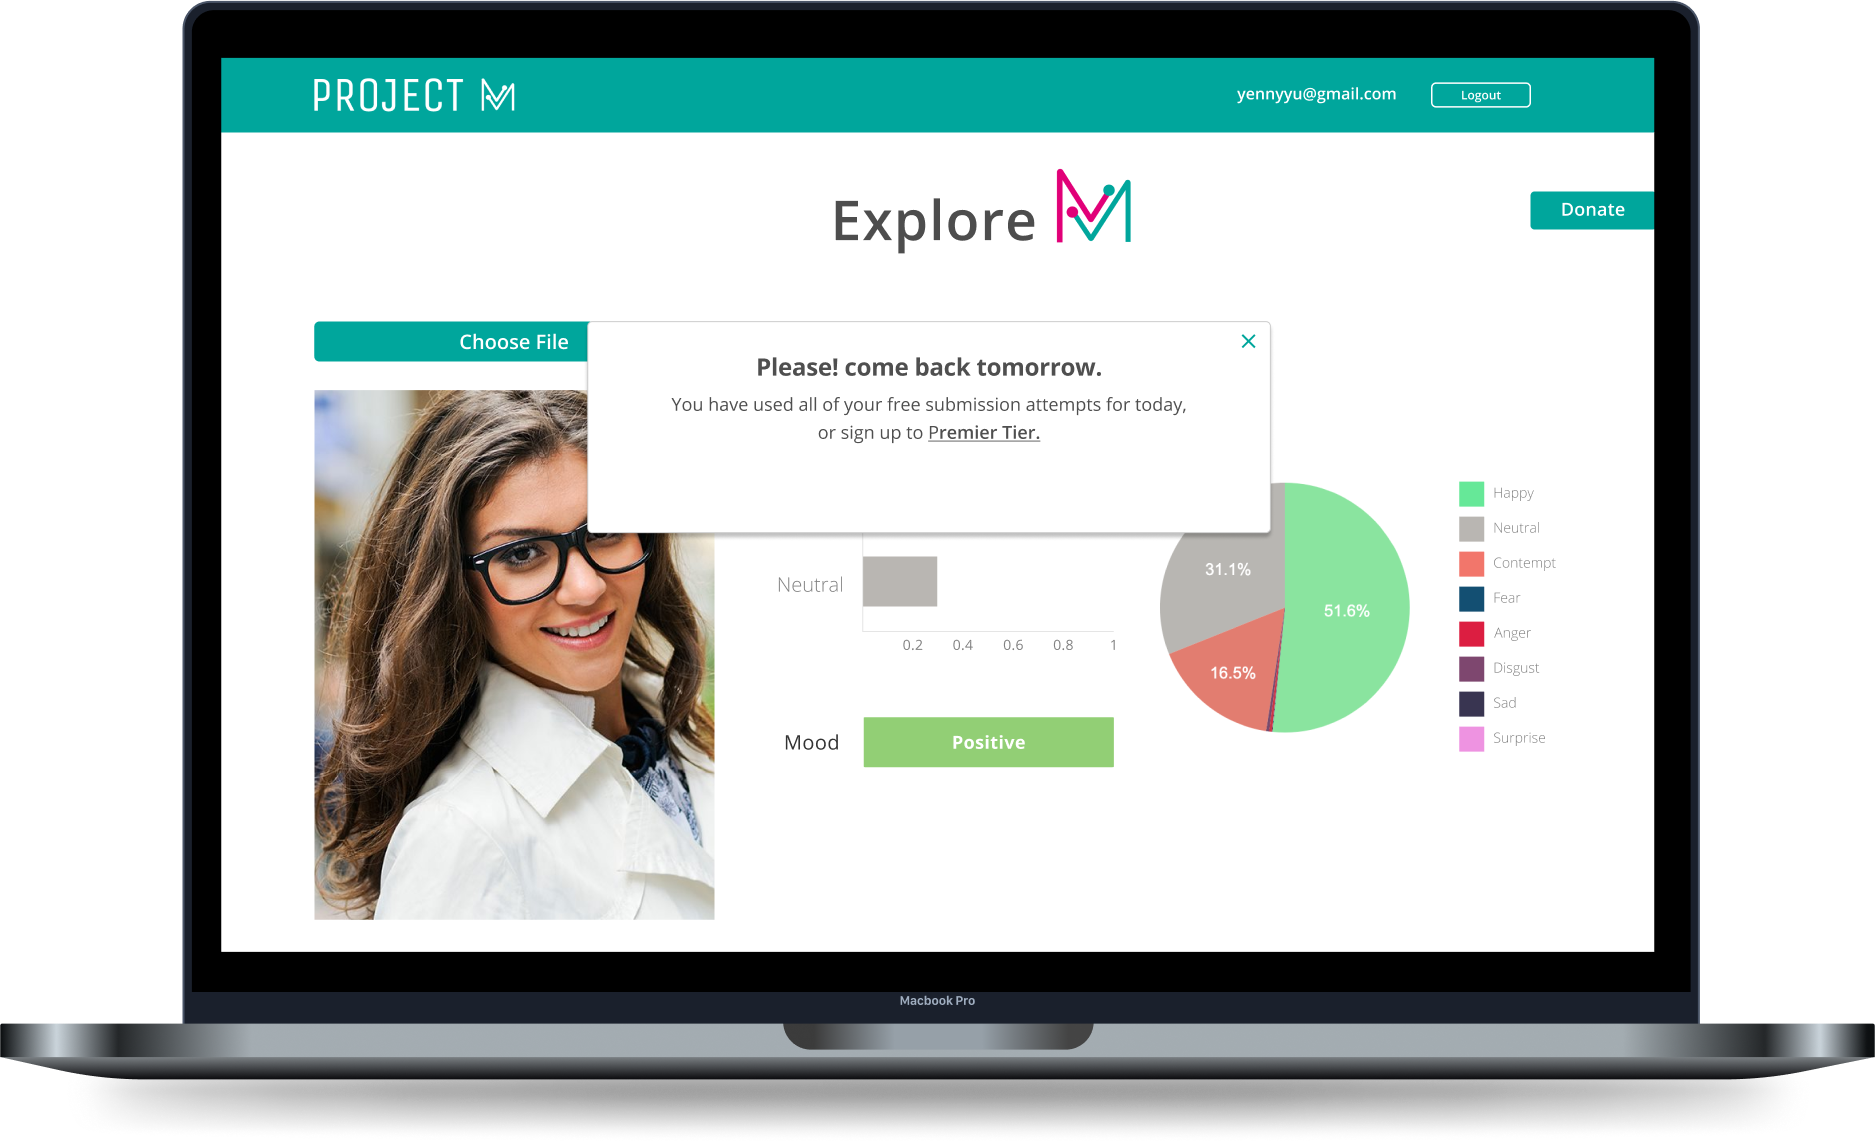 PROJECT M
yennyyu@gmail.com
Logout
Explore M
Donate
Choose File
Please! come back tomorrow.
You have used all of your free submission attempts for today,
or sign up to Premier Tier.
Neutral
0.2 0.4 0.6 0.8 1
Mood
Positive
31.1%
51.6%
16.5%
Happy
Neutral
Contempt
Fear
Anger
Disgust
Sad
Surprise
Macbook Pro